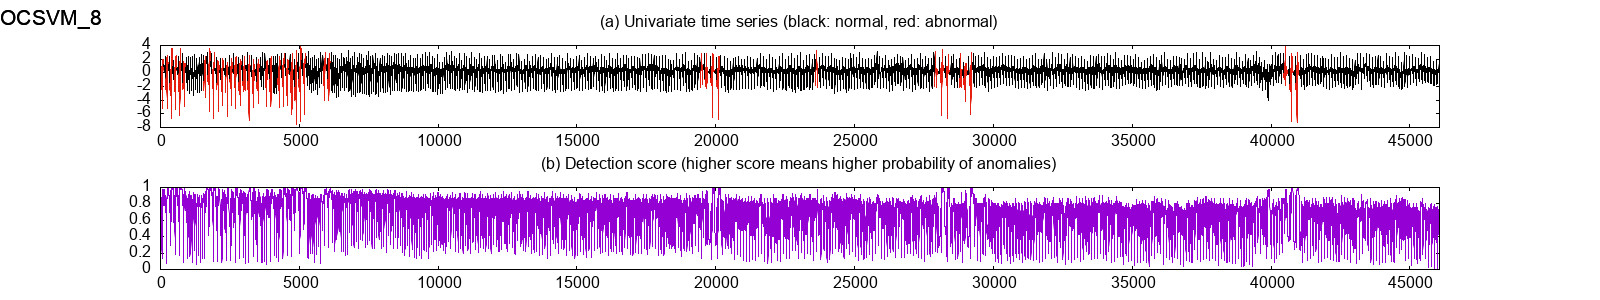 OCSVM_8
(a) Univariate time series (black: normal, red: abnormal)
4
2
0
-2
-4
-6
-8
0 5000 10000 15000 20000 25000 30000 35000 40000 45000
(b) Detection score (higher score means higher probability of anomalies)
1
0.8
0.6
0.4
0.2
0
0 5000 10000 15000 20000 25000 30000 35000 40000 45000